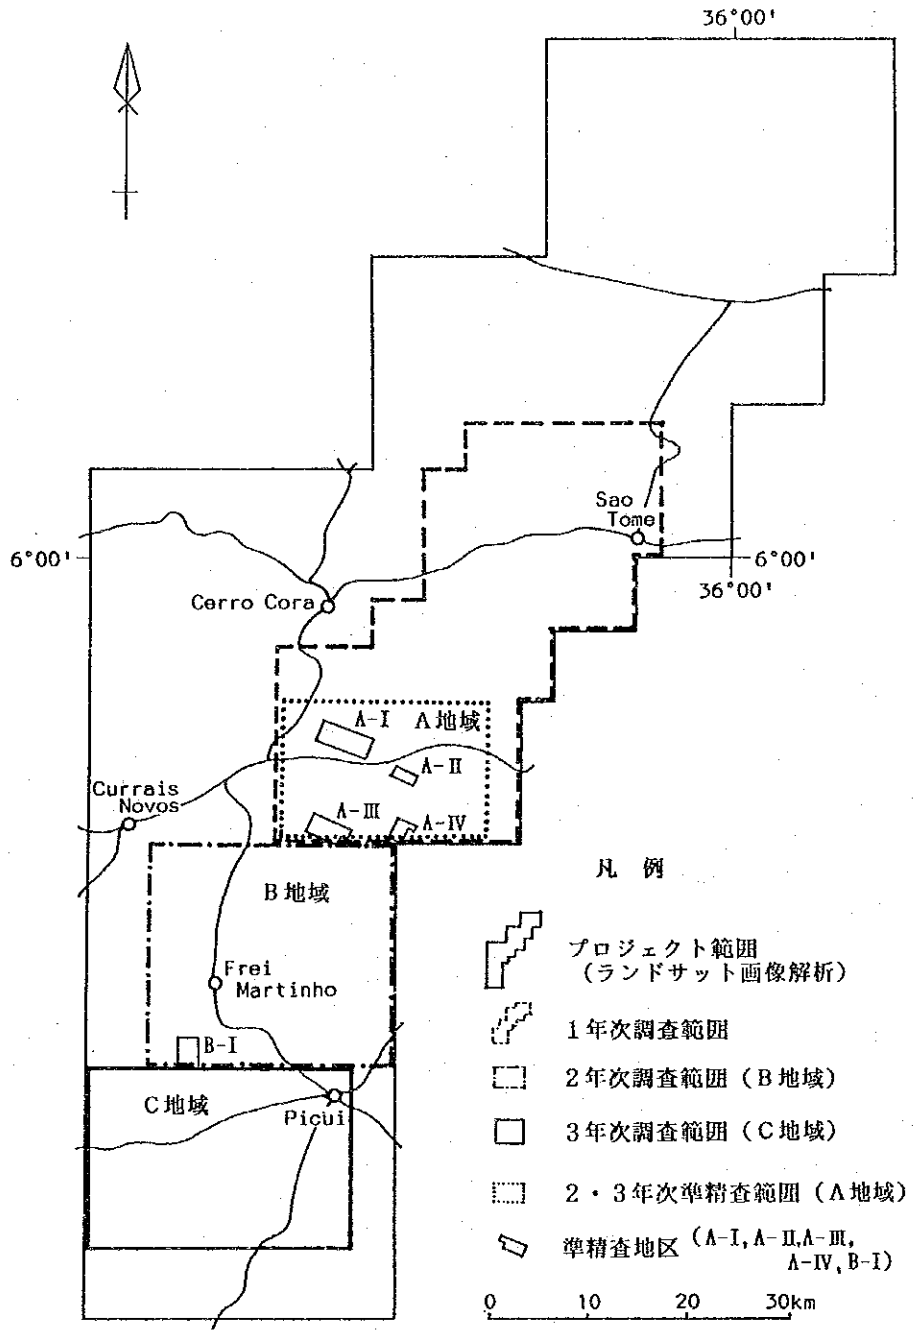 36°00'
Sao
Tome
6°00'
6°00'
36°00'
Cerro Cora
A-I
A地域
A-II
Currais
Novos
A-III
A-IV
B地域
Frei
Martinho
B-I
C地域
Picui
凡 例
プロジェクト範囲
(ランドサット画像解析)
1年次調査範囲
2年次調査範囲(B地域)
3年次調査範囲(C地域)
2・3年次準精査範囲(A地域)
準精査地区 (A-I, A-II, A-III,
A-IV, B-I)
0 10 20 30km